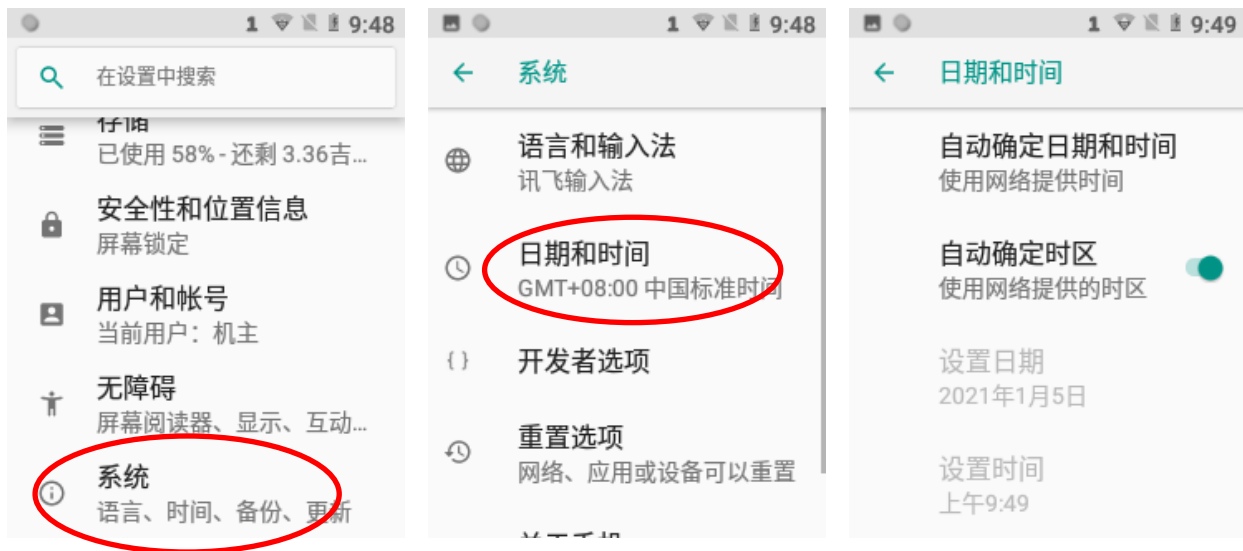 1 9:48
在设置中搜索
存储
已使用 58% - 还剩 3.36吉...
安全性和位置信息
屏幕锁定
用户和帐号
当前用户：机主
无障碍
屏幕阅读器、显示、互动...
系统
语言、时间、备份、更新
1 9:48
系统
语言和输入法
讯飞输入法
日期和时间
GMT+08:00 中国标准时间
{ } 开发者选项
重置选项
网络、应用或设备可以重置
关于手机
1 9:49
日期和时间
自动确定日期和时间
使用网络提供时间
自动确定时区
使用网络提供的时区
设置日期
2021年1月5日
设置时间
上午9:49